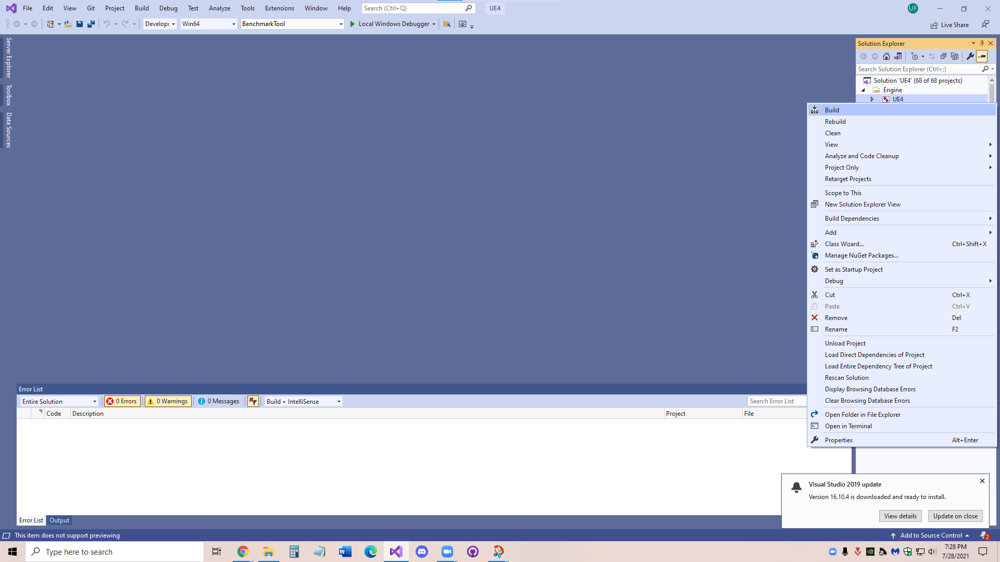 File Edit View Git Project Build Debug Test Analyze Tools Extensions Window Help Search (Ctrl+Q) UE4 UF
Develop Win64 BenchmarkTool Local Windows Debugger Live Share
Server Explorer
Toolbox
Data Sources
Solution Explorer
Search Solution Explorer (Ctrl+;)
Solution 'UE4' (68 of 68 projects)
Engine
UE4
Build
Rebuild
Clean
View
Analyze and Code Cleanup
Project Only
Retarget Projects
Scope to This
New Solution Explorer View
Build Dependencies
Add
Class Wizard... Ctrl+Shift+X
Manage NuGet Packages...
Set as Startup Project
Debug
Cut Ctrl+X
Paste Ctrl+V
Remove Del
Rename F2
Unload Project
Load Direct Dependencies of Project
Load Entire Dependency Tree of Project
Rescan Solution
Display Browsing Database Errors
Clear Browsing Database Errors
Open Folder in File Explorer
Open in Terminal
Properties Alt+Enter
Error List
Entire Solution 0 Errors 0 Warnings 0 Messages Build + IntelliSense Search Error List
Code Description Project File
Visual Studio 2019 update
Version 16.10.4 is downloaded and ready to install.
View details Update on close
Error List Output
This item does not support previewing Add to Source Control 2
Type here to search
7:28 PM
7/28/2021